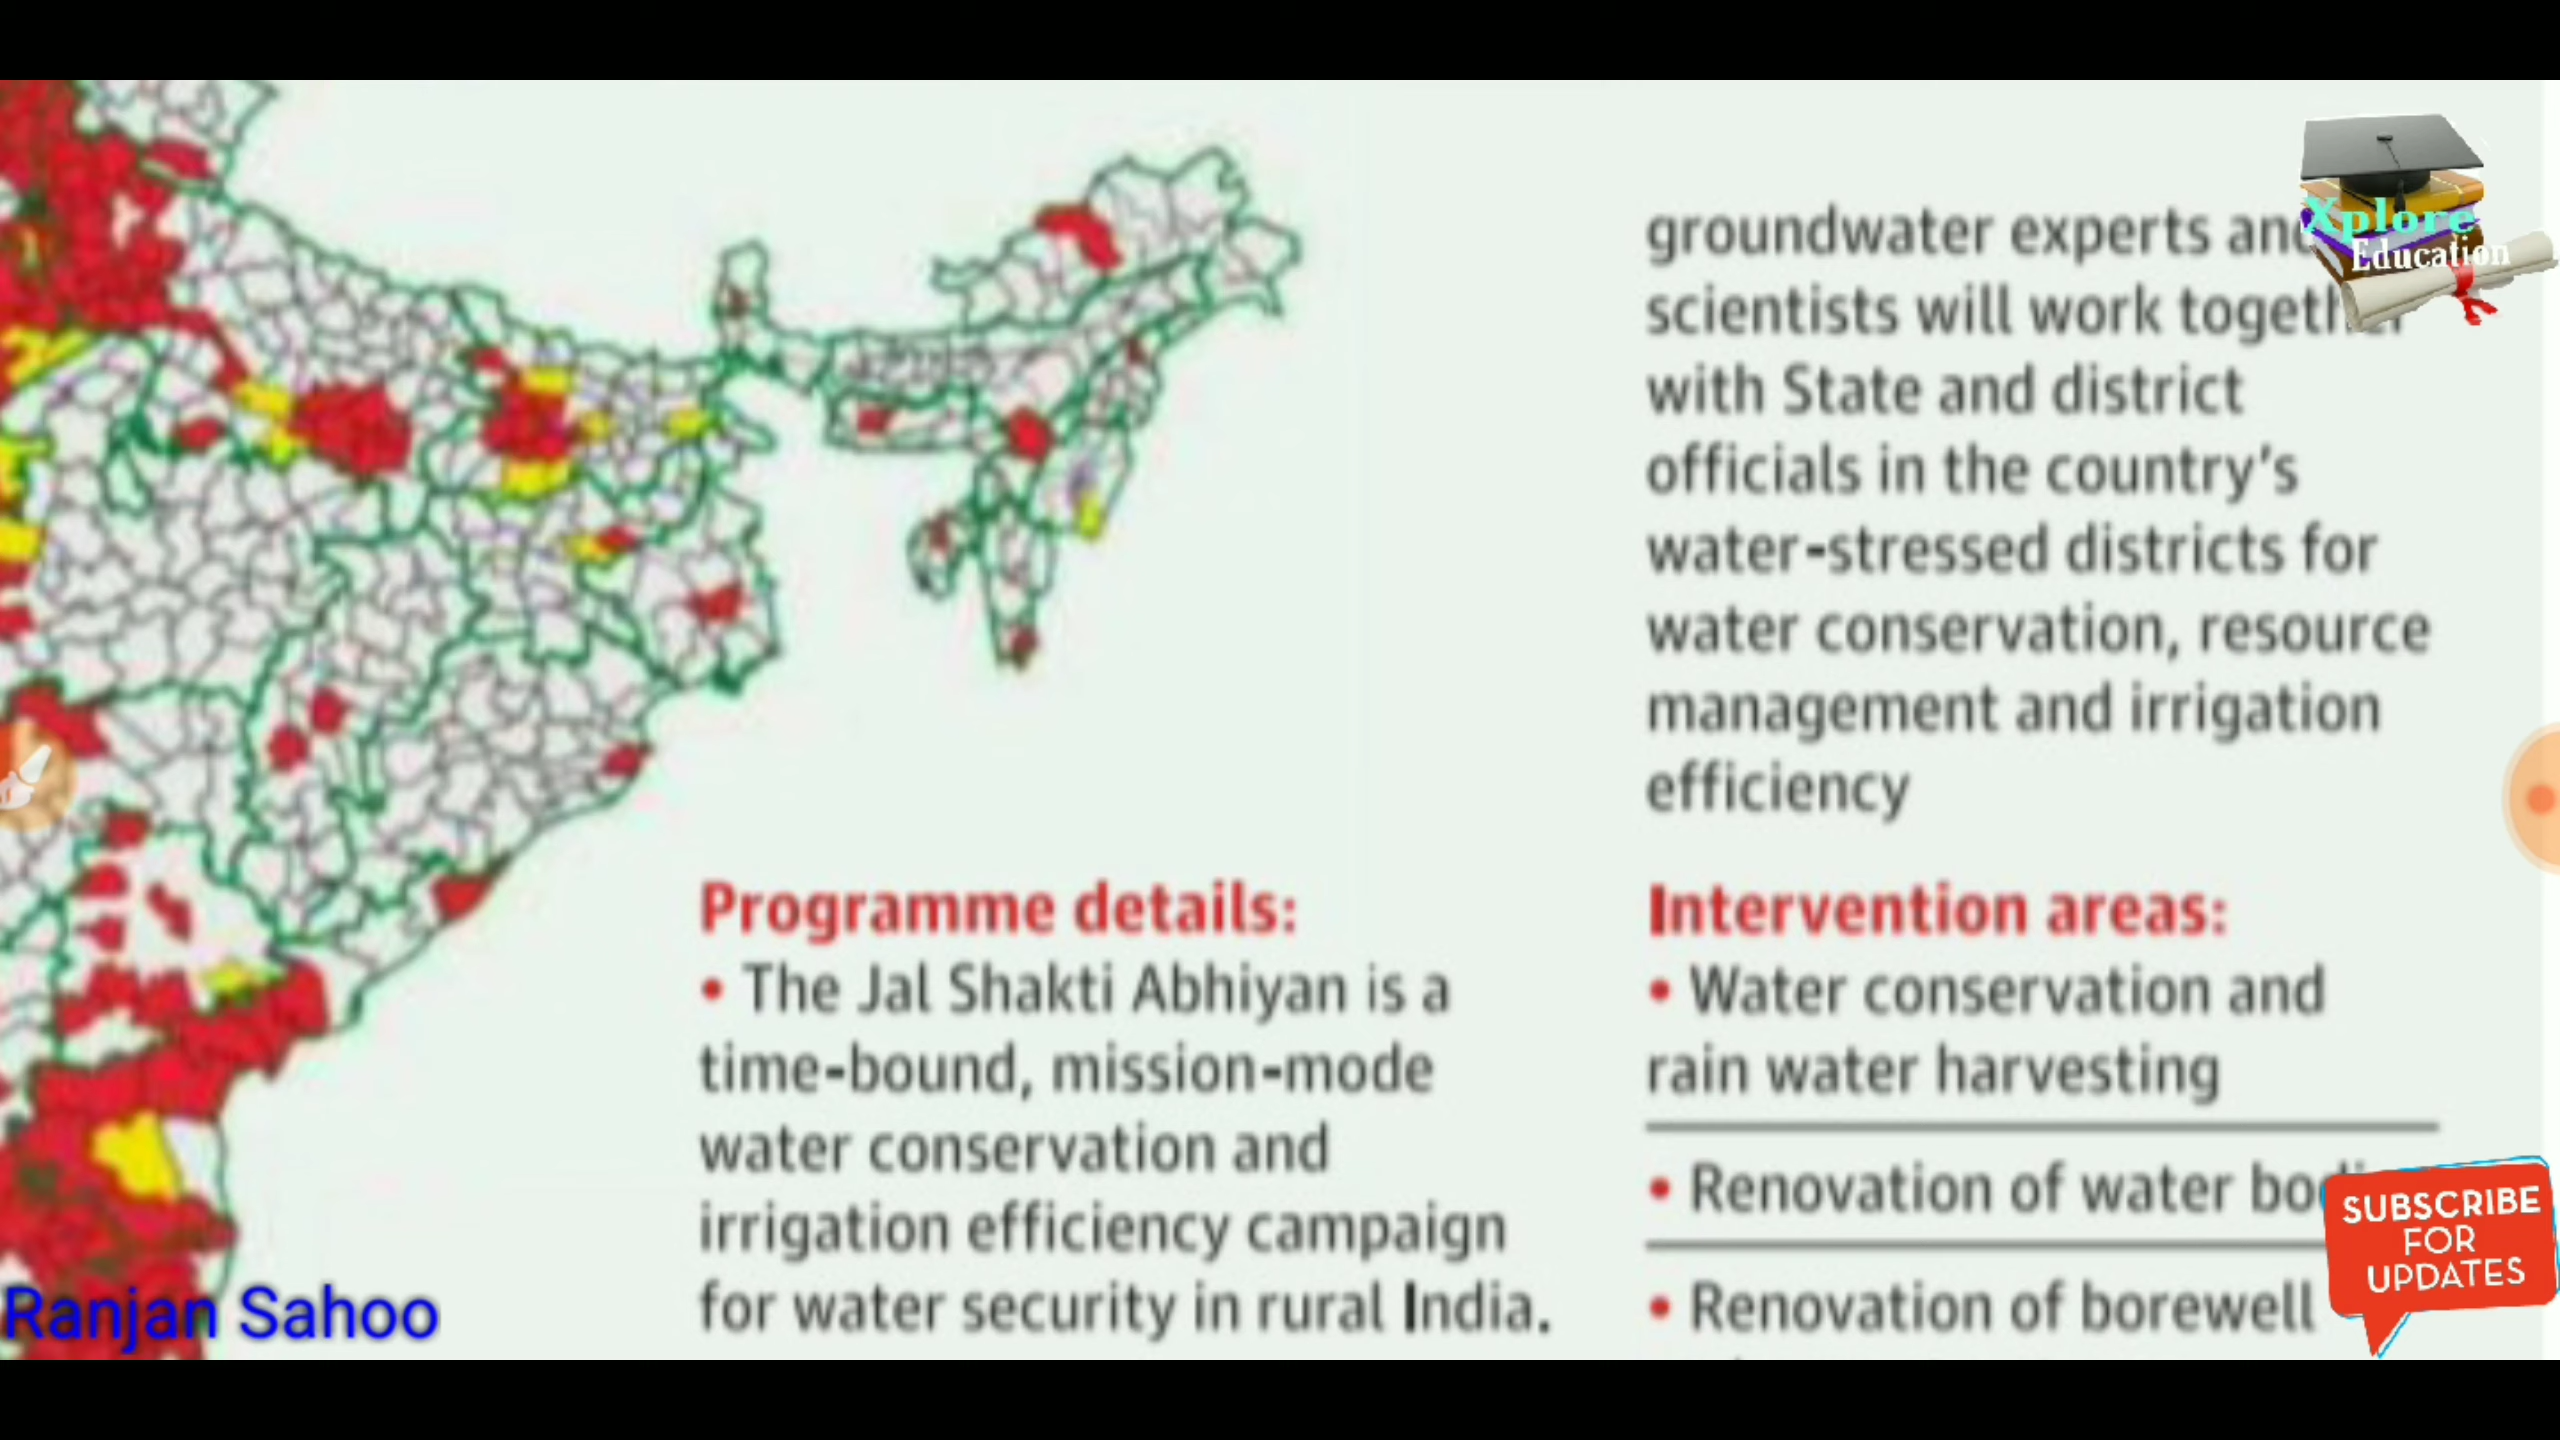 Programme details:
• The Jal Shakti Abhiyan is a
time-bound, mission-mode
water conservation and
irrigation efficiency campaign
for water security in rural India.
groundwater experts and
scientists will work together
with State and district
officials in the country's
water-stressed districts for
water conservation, resource
management and irrigation
efficiency
Intervention areas:
• Water conservation and
rain water harvesting
• Renovation of water
• Renovation of borewell
Xplore
Education
SUBSCRIBE
FOR
UPDATES
Ranjan Sahoo